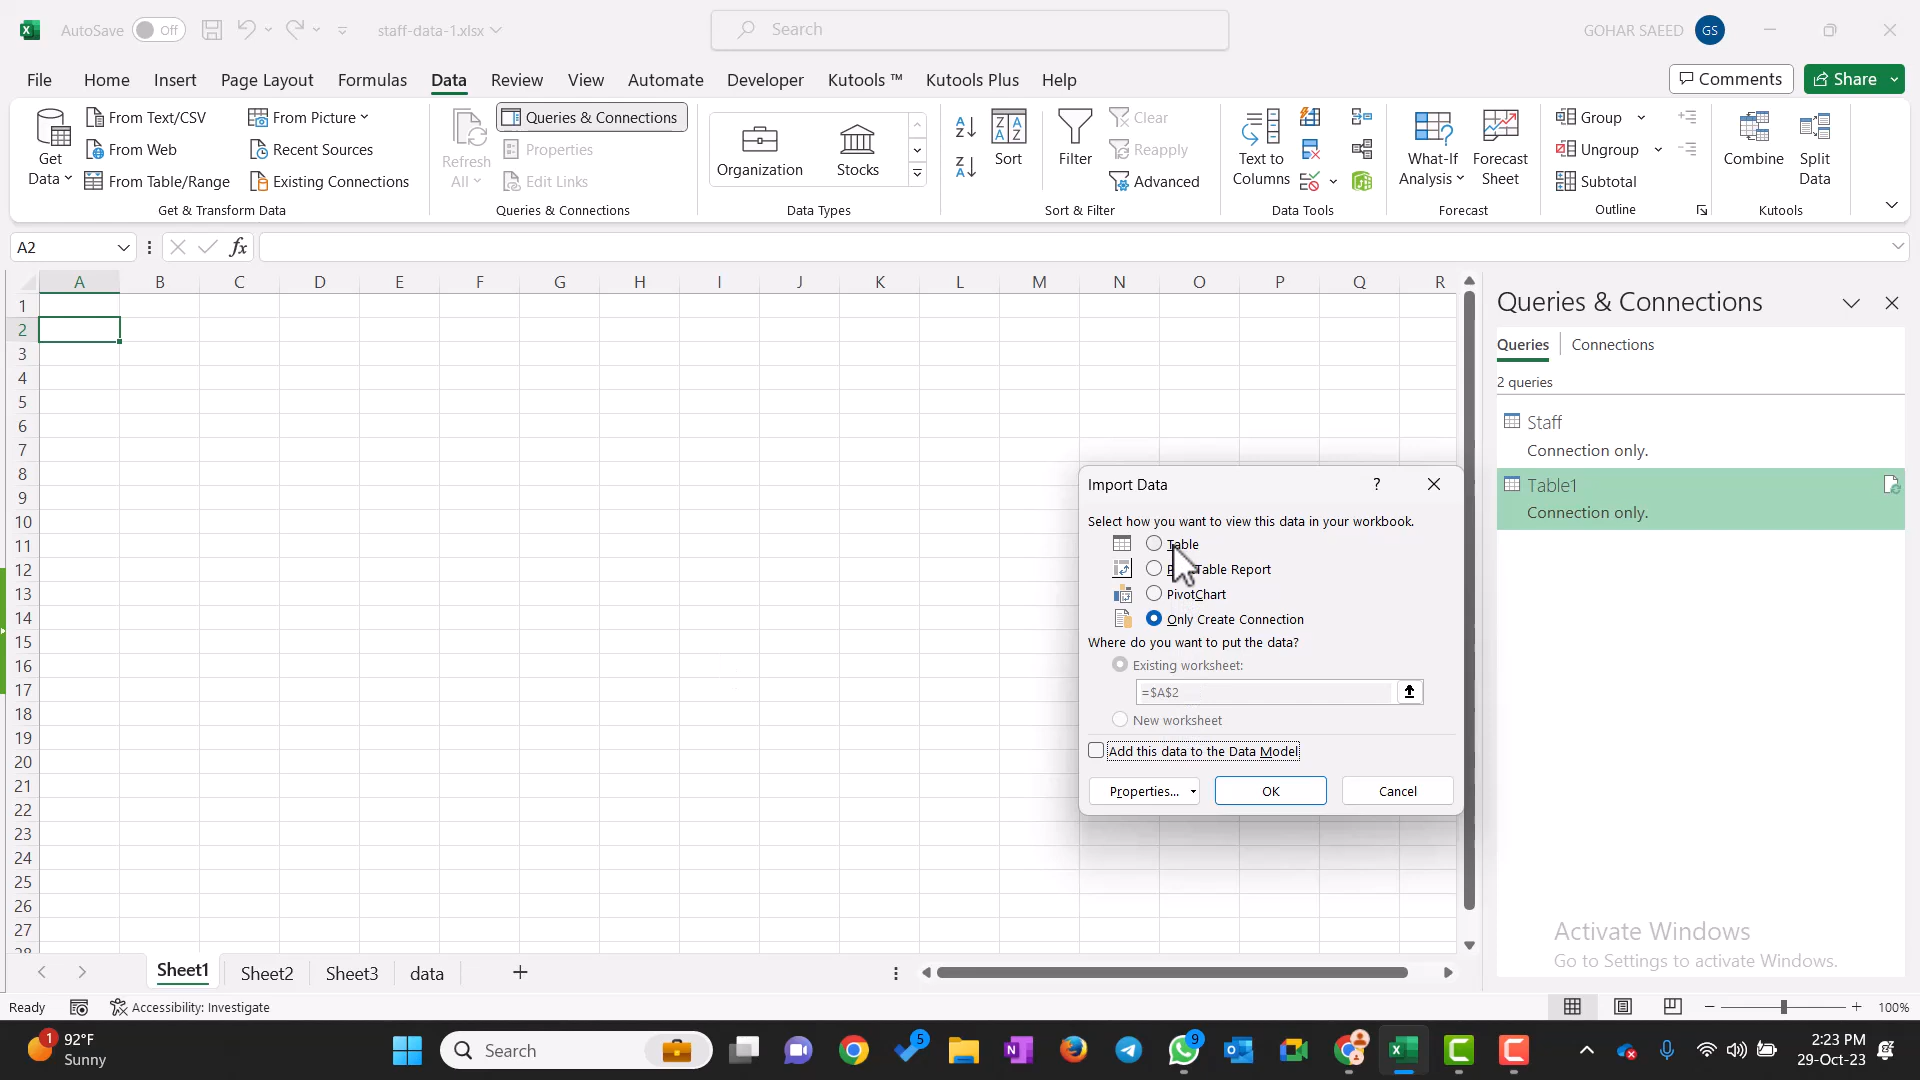 AutoSave Off staff-data-1.xlsx Search GOHAR SAEED GS
File Home Insert Page Layout Formulas Data Review View Automate Developer Kutools ™ Kutools Plus Help Comments Share
Get Data From Text/CSV From Picture
From Web Recent Sources
From Table/Range Existing Connections
Get & Transform Data
Refresh All Queries & Connections
Properties
Edit Links
Queries & Connections
Organization Stocks
Data Types
Sort Filter Clear
Reapply
Advanced
Sort & Filter
Text to Columns
Data Tools
What-If Analysis Forecast Sheet
Forecast
Group
Ungroup
Subtotal
Outline
Combine Split Data
Kutools
A2 fx
A B C D E F G H I J K L M N O P Q R
1
2
3
4
5
6
7
8
9
10
11
12
13
14
15
16
17
18
19
20
21
22
23
24
25
26
27
28
Queries & Connections
Queries Connections
2 queries
Staff
Connection only.
Table1
Connection only.
Import Data ?
Select how you want to view this data in your workbook.
Table
Table Report
PivotChart
Only Create Connection
Where do you want to put the data?
Existing worksheet:
=$A$2
New worksheet
Add this data to the Data Model
Properties... OK Cancel
Activate Windows
Go to Settings to activate Windows.
Sheet1 Sheet2 Sheet3 data
Ready Accessibility: Investigate 100%
1 92°F
Sunny
Search 5 9
2:23 PM
29-Oct-23